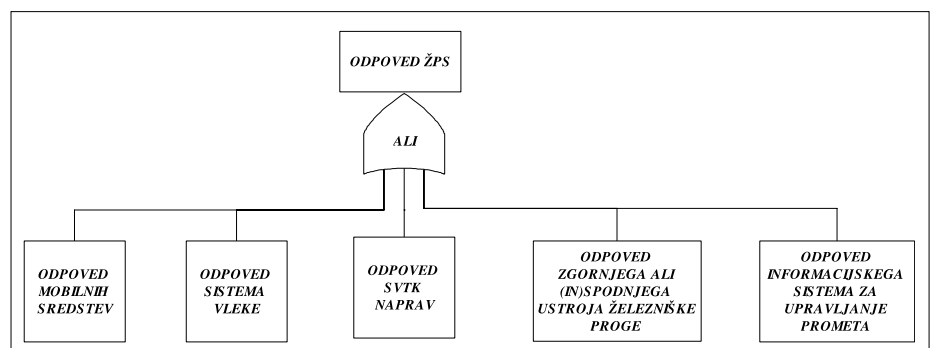 ODPOVED ŽPS
ALI
ODPOVED
MOBILNIH
SREDSTEV
ODPOVED
SISTEMA
VLEKE
ODPOVED
SVTK
NAPRAV
ODPOVED
ZGORNJEGA ALI
(IN)SPODNJEGA
USTROJA ŽELEZNIŠKE
PROGE
ODPOVED
INFORMACIJSKEGA
SISTEMA ZA
UPRAVLJANJE
PROMETA